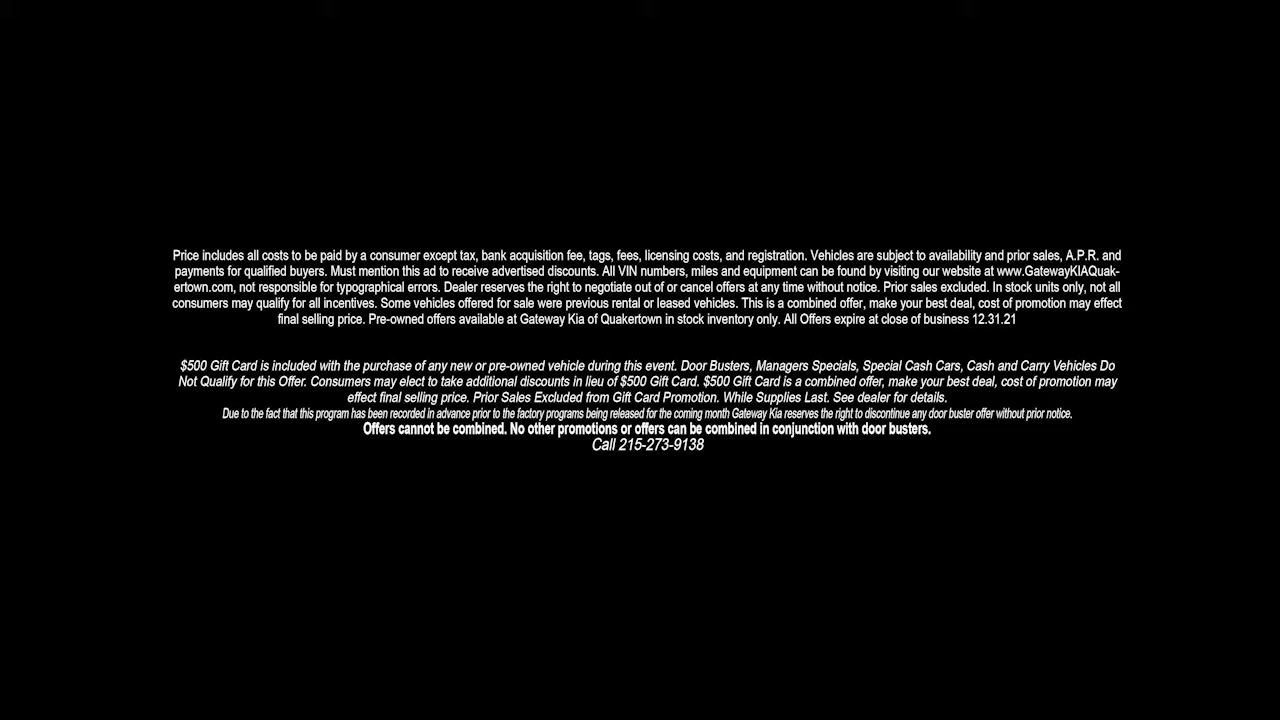 Price includes all costs to be paid by a consumer except tax, bank acquisition fee, tags, fees, licensing costs, and registration. Vehicles are subject to availability and prior sales, A.P.R. and
payments for qualified buyers. Must mention this ad to receive advertised discounts. All VIN numbers, miles and equipment can be found by visiting our website at www.GatewayKIAQuak-
ertown.com, not responsible for typographical errors. Dealer reserves the right to negotiate out of or cancel offers at any time without notice. Prior sales excluded. In stock units only, not all
consumers may qualify for all incentives. Some vehicles offered for sale were previous rental or leased vehicles. This is a combined offer, make your best deal, cost of promotion may effect
final selling price. Pre-owned offers available at Gateway Kia of Quakertown in stock inventory only. All Offers expire at close of business 12.31.21
$500 Gift Card is included with the purchase of any new or pre-owned vehicle during this event. Door Busters, Managers Specials, Special Cash Cars, Cash and Carry Vehicles Do
Not Qualify for this Offer. Consumers may elect to take additional discounts in lieu of $500 Gift Card. $500 Gift Card is a combined offer, make your best deal, cost of promotion may
effect final selling price. Prior Sales Excluded from Gift Card Promotion. While Supplies Last. See dealer for details.
Due to the fact that this program has been recorded in advance prior to the factory programs being released for the coming month Gateway Kia reserves the right to discontinue any door buster offer without prior notice.
Offers cannot be combined. No other promotions or offers can be combined in conjunction with door busters.
Call 215-273-9138